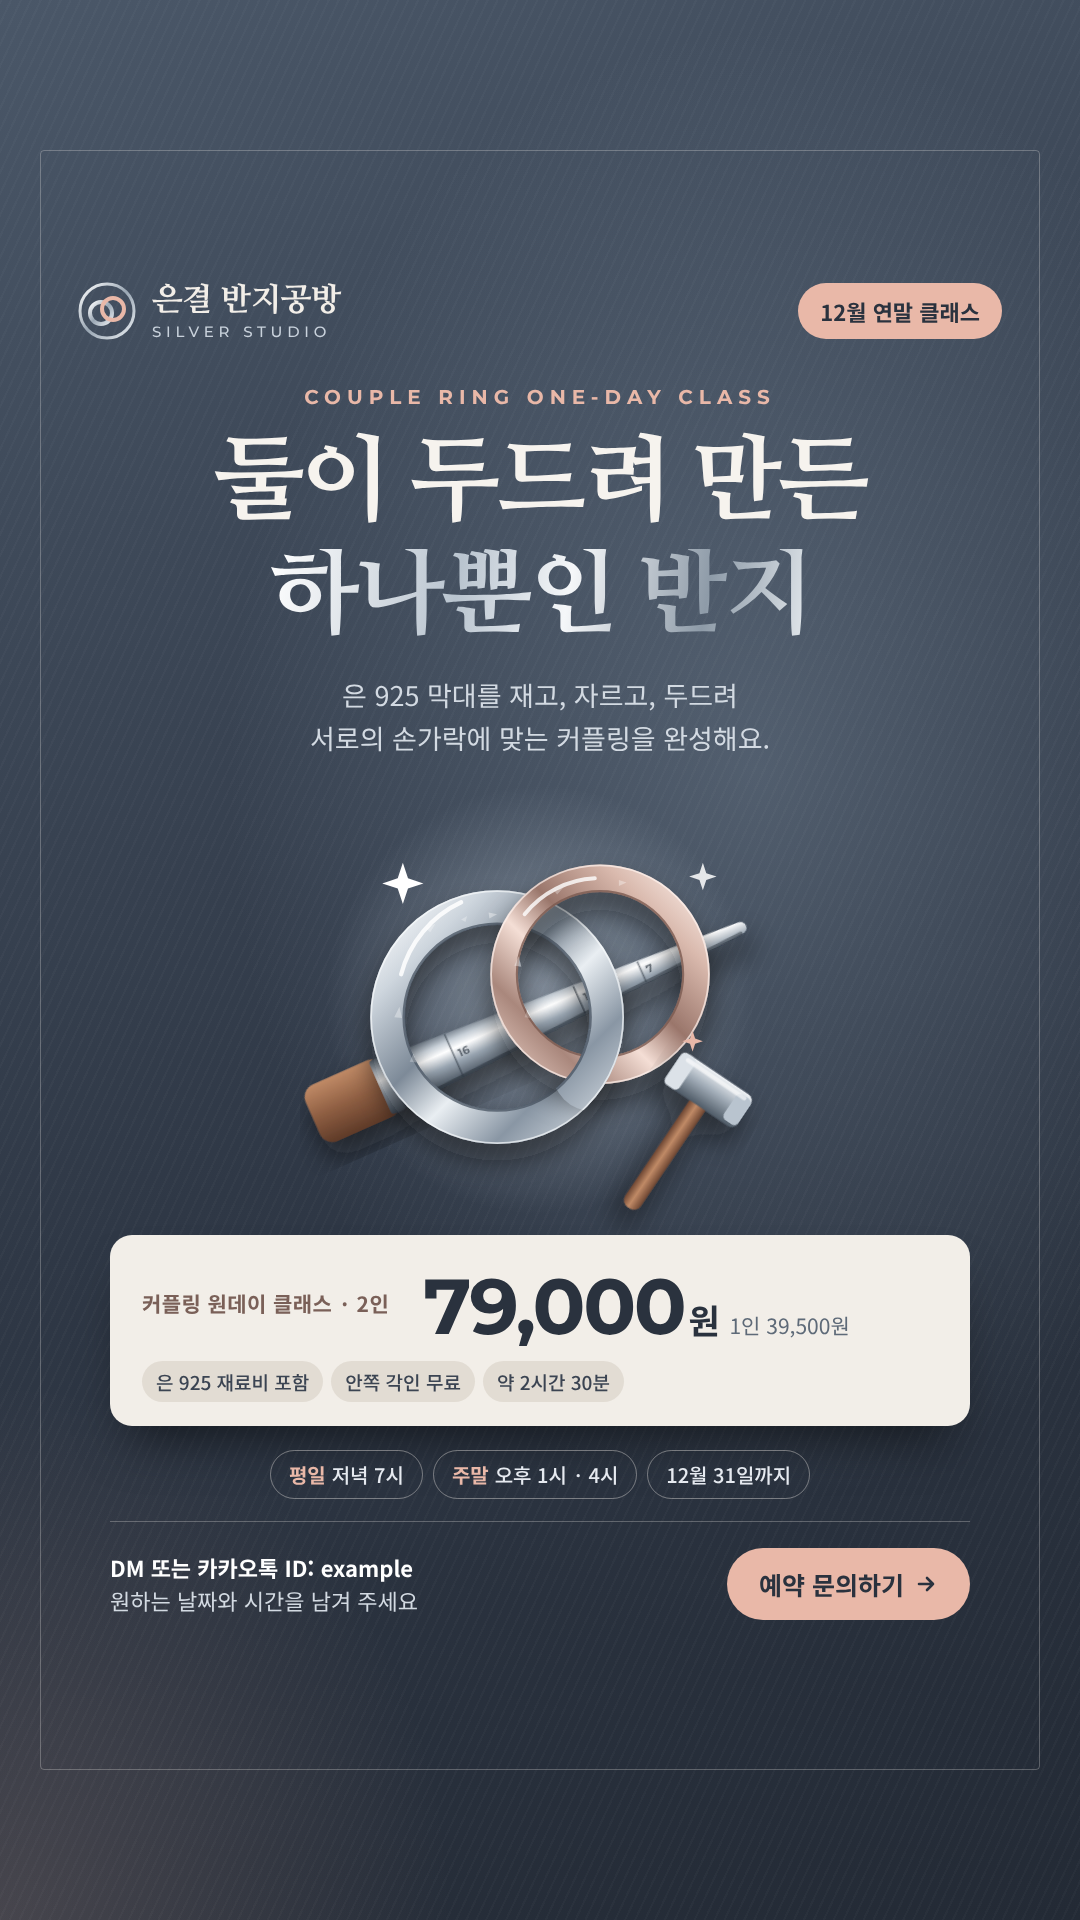 은결 반지공방
SILVER STUDIO
12월 연말 클래스
COUPLE RING ONE-DAY CLASS
둘이 두드려 만든
하나뿐인 반지
은 925 막대를 재고, 자르고, 두드려
서로의 손가락에 맞는 커플링을 완성해요.
7
16
커플링 원데이 클래스 · 2인
79,000원 1인 39,500원
은 925 재료비 포함
안쪽 각인 무료
약 2시간 30분
평일 저녁 7시
주말 오후 1시 · 4시
12월 31일까지
DM 또는 카카오톡 ID: example
원하는 날짜와 시간을 남겨 주세요
예약 문의하기 →